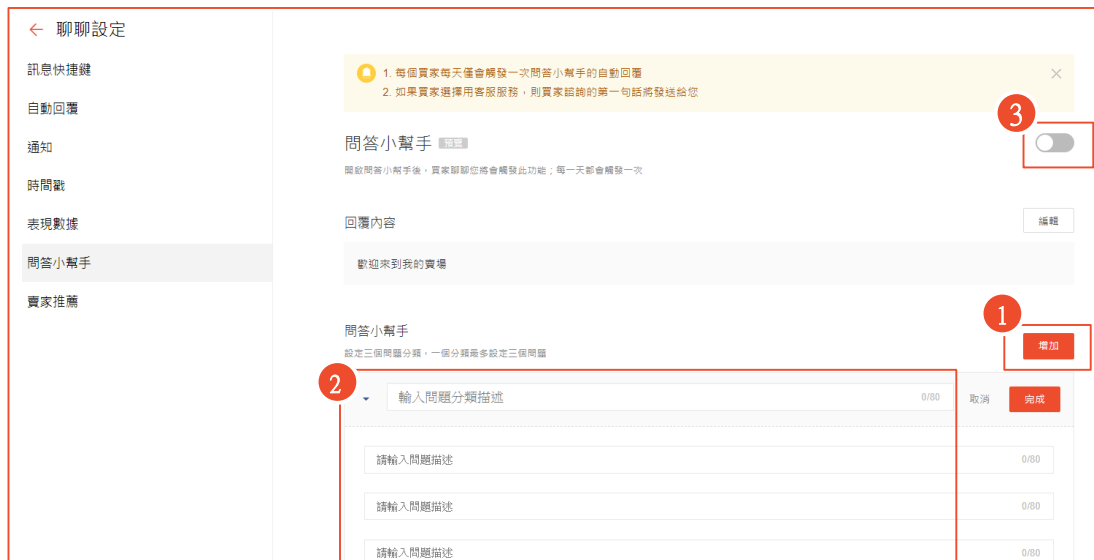 ← 聊聊設定
訊息快捷鍵
自動回覆
通知
時間戳
表現數據
問答小幫手
賣家推薦
1. 每個買家每天僅會觸發一次問答小幫手的自動回覆
2. 如果買家選擇用客服服務，則買家諮詢的第一句話將發送給您
3
問答小幫手 預覽
開啟問答小幫手後，買家聊聊您將會觸發此功能；每一天都會觸發一次
回覆內容
編輯
歡迎來到我的賣場
1
問答小幫手
設定三個問題分類，一個分類最多設定三個問題
增加
2
輸入問題分類描述
0/80
取消
完成
請輸入問題描述
0/80
請輸入問題描述
0/80
請輸入問題描述
0/80